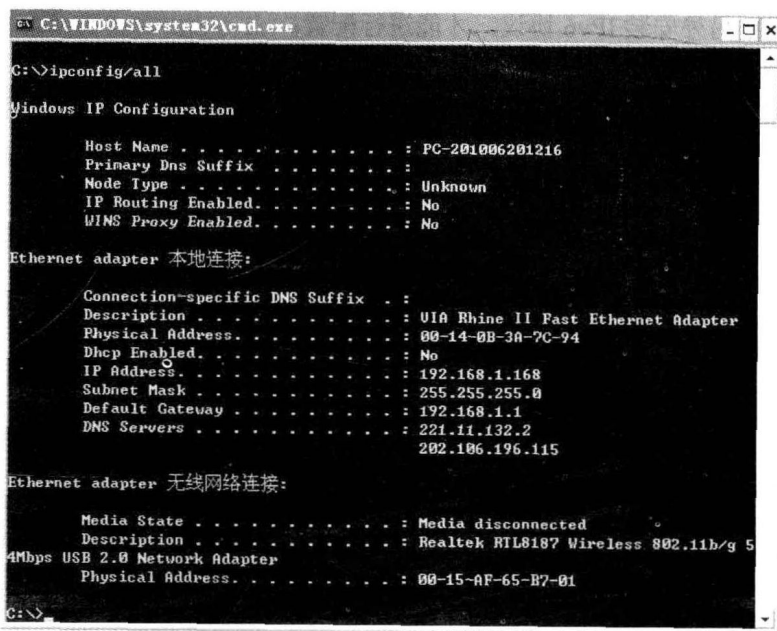 C:\WINDOWS\system32\cmd.exe
C:\>ipconfig/all
Windows IP Configuration
Host Name . . . . . . . . . . . . : PC-201006201216
Primary Dns Suffix . . . . . . . :
Node Type . . . . . . . . . . . . : Unknown
IP Routing Enabled. . . . . . . . : No
WINS Proxy Enabled. . . . . . . . : No
Ethernet adapter 本地连接:
Connection-specific DNS Suffix . :
Description . . . . . . . . . . . : VIA Rhine II Fast Ethernet Adapter
Physical Address. . . . . . . . . : 00-14-0B-3A-7C-94
Dhcp Enabled. . . . . . . . . . . : No
IP Address. . . . . . . . . . . . : 192.168.1.168
Subnet Mask . . . . . . . . . . . : 255.255.255.0
Default Gateway . . . . . . . . . : 192.168.1.1
DNS Servers . . . . . . . . . . . : 221.11.132.2
202.106.196.115
Ethernet adapter 无线网络连接:
Media State . . . . . . . . . . . : Media disconnected
Description . . . . . . . . . . . : Realtek RTL8187 Wireless 802.11b/g 5
4Mbps USB 2.0 Network Adapter
Physical Address. . . . . . . . . : 00-15-AF-65-B7-01
C:\>_